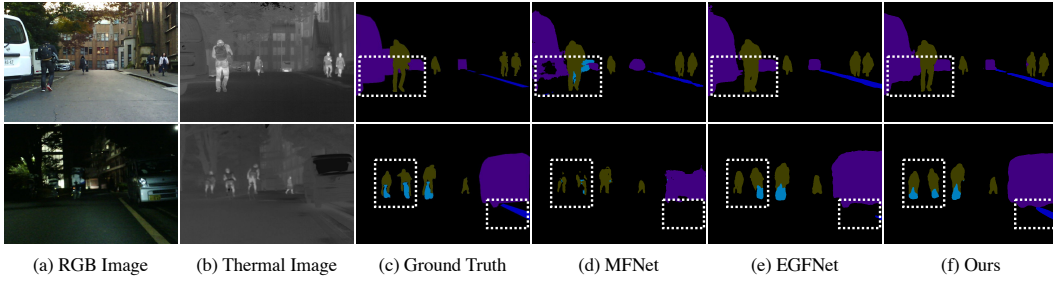 (a) RGB Image
(b) Thermal Image
(c) Ground Truth
(d) MFNet
(e) EGFNet
(f) Ours